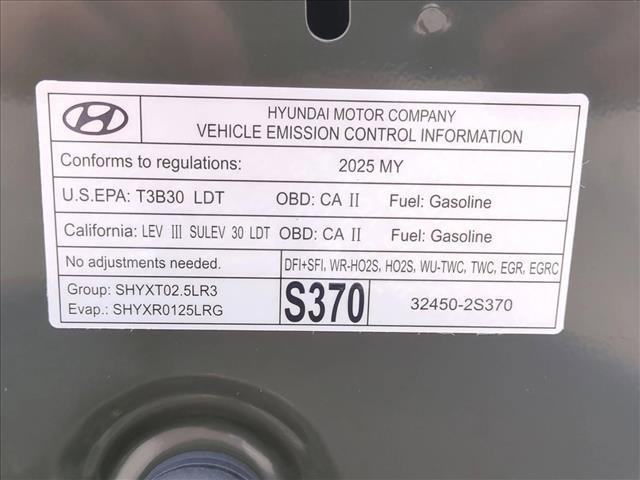 HYUNDAI MOTOR COMPANY
VEHICLE EMISSION CONTROL INFORMATION
Conforms to regulations: 2025 MY
U.S.EPA: T3B30 LDT OBD: CA II Fuel: Gasoline
California: LEV III SULEV 30 LDT OBD: CA II Fuel: Gasoline
No adjustments needed. DFI+SFI, WR-HO2S, HO2S, WU-TWC, TWC, EGR, EGRC
Group: SHYXT02.5LR3
Evap.: SHYXR0125LRG
S370
32450-2S370